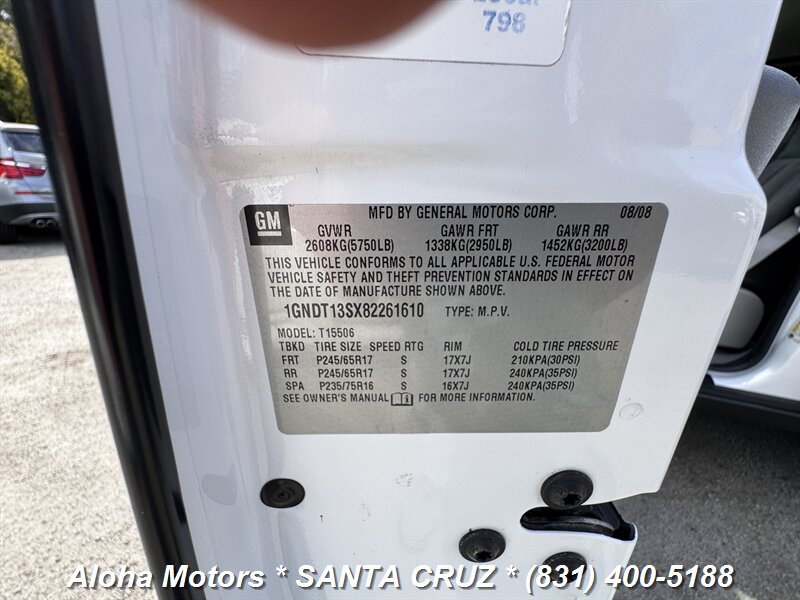 798
GM
MFD BY GENERAL MOTORS CORP. 08/08
GVWR GAWR FRT GAWR RR
2608KG(5750LB) 1338KG(2950LB) 1452KG(3200LB)
THIS VEHICLE CONFORMS TO ALL APPLICABLE U.S. FEDERAL MOTOR
VEHICLE SAFETY AND THEFT PREVENTION STANDARDS IN EFFECT ON
THE DATE OF MANUFACTURE SHOWN ABOVE.
1GNDT13SX82261610 TYPE: M.P.V.
MODEL: T15506
TBKD TIRE SIZE SPEED RTG RIM COLD TIRE PRESSURE
FRT P245/65R17 S 17X7J 210KPA(30PSI)
RR P245/65R17 S 17X7J 240KPA(35PSI)
SPA P235/75R16 S 16X7J 240KPA(35PSI)
SEE OWNER'S MANUAL FOR MORE INFORMATION.
Aloha Motors * SANTA CRUZ * (831) 400-5188